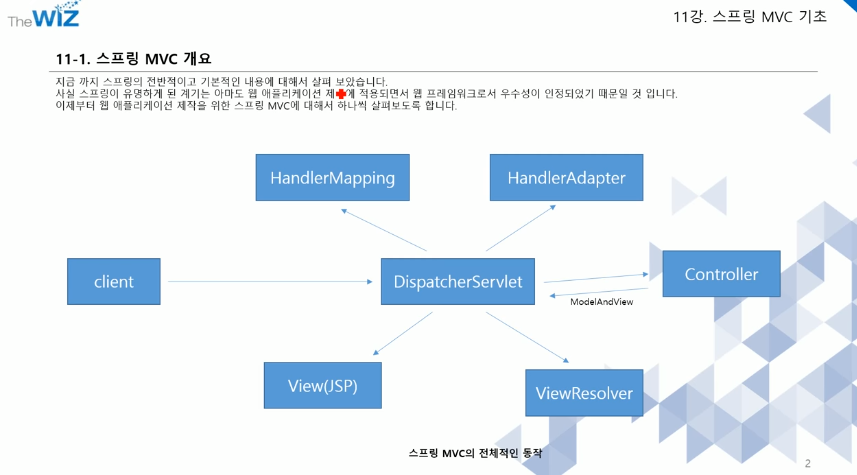 TheWIZ
11강. 스프링 MVC 기초
11-1. 스프링 MVC 개요
지금 까지 스프링의 전반적이고 기본적인 내용에 대해서 살펴 보았습니다.
사실 스프링이 유명하게 된 계기는 아마도 웹 애플리케이션 적용되면서 웹 프레임워크로서 우수성이 인정되었기 때문일 것 입니다.
이제부터 웹 애플리케이션 제작을 위한 스프링 MVC에 대해서 하나씩 살펴보도록 합니다.
HandlerMapping
HandlerAdapter
client
DispatcherServlet
Controller
ModelAndView
View(JSP)
ViewResolver
스프링 MVC의 전체적인 동작
2